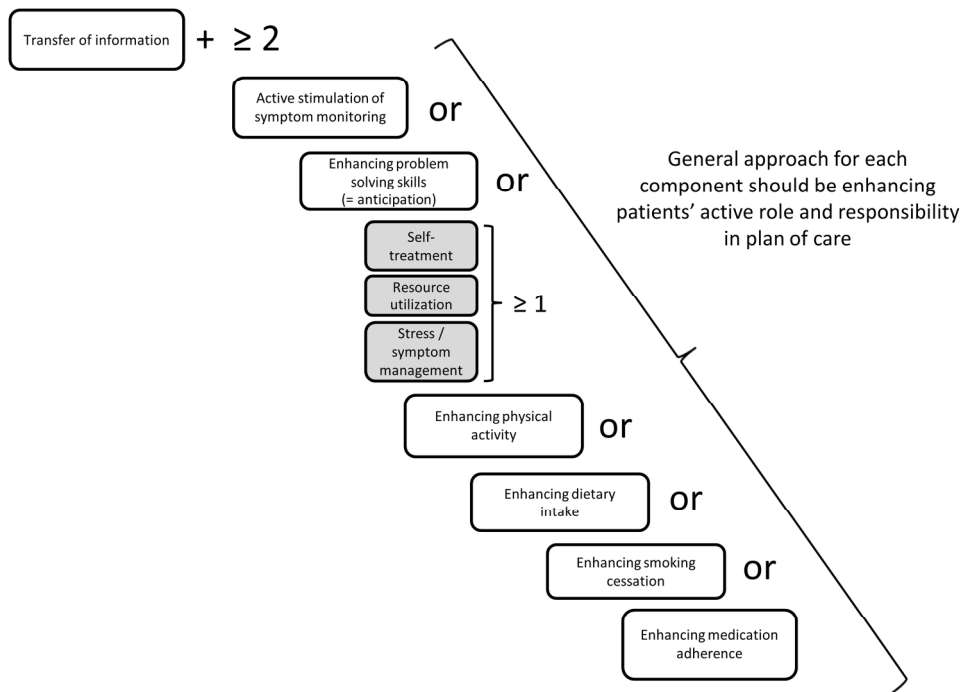 Transfer of information
+ ≥ 2
Active stimulation of
symptom monitoring
or
Enhancing problem
solving skills
(= anticipation)
or
Self-
treatment
Resource
utilization
Stress /
symptom
management
≥ 1
General approach for each
component should be enhancing
patients’ active role and responsibility
in plan of care
Enhancing physical
activity
or
Enhancing dietary
intake
or
Enhancing smoking
cessation
or
Enhancing medication
adherence